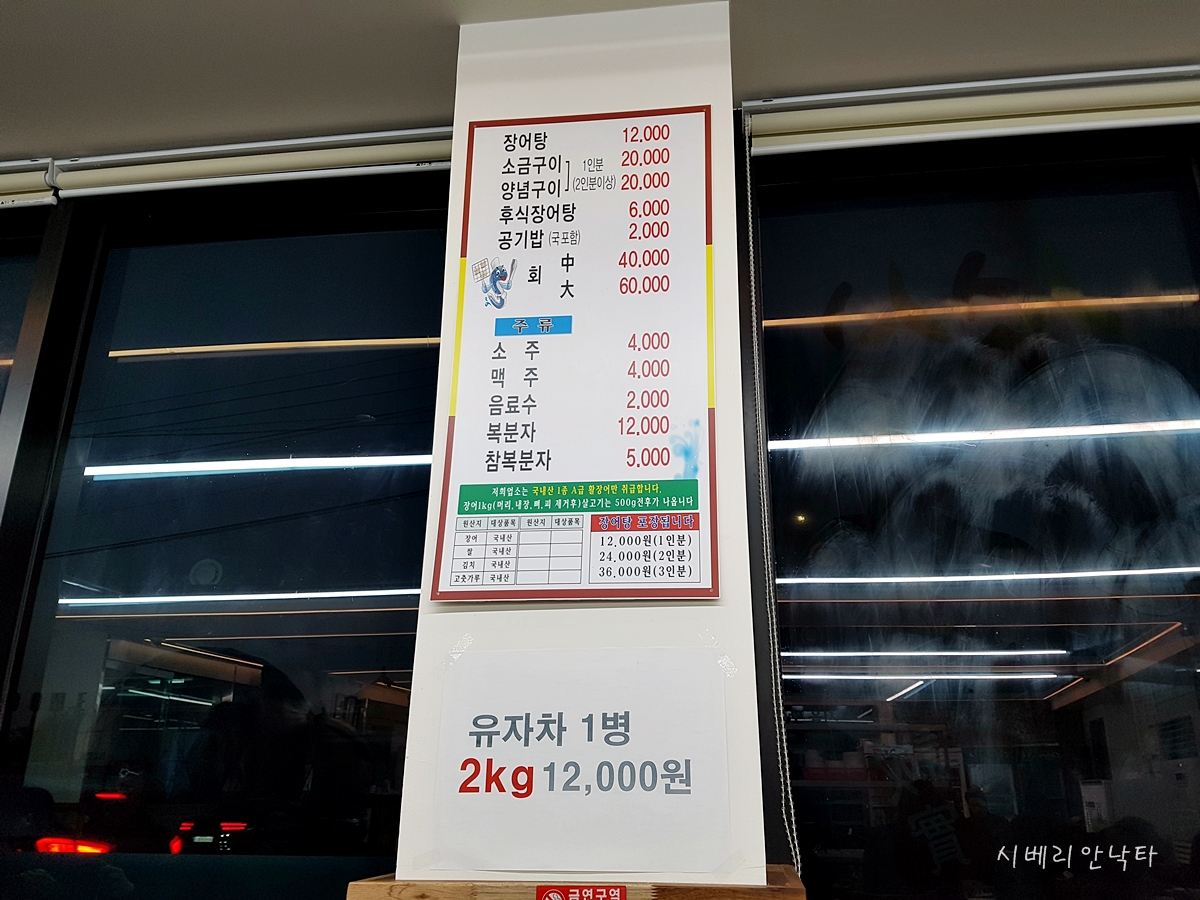 장어탕 12,000
소금구이 1인분 20,000
양념구이 (2인분이상) 20,000
후식장어탕 6,000
공기밥 (국포함) 2,000
회 中 40,000
大 60,000
주 류
소 주 4,000
맥 주 4,000
음료수 2,000
복분자 12,000
참복분자 5,000
저희업소는 국내산 1종 A급 활장어만 취급합니다.
장어1kg(머리,내장,뼈,피 제거후)살고기는 500g전후가 나옵니다
원산지 대상품목 원산지 대상품목
장어 국내산
쌀 국내산
김치 국내산
고춧가루 국내산
장어탕 포장됩니다
12,000원(1인분)
24,000원(2인분)
36,000원(3인분)
유자차 1병
2kg 12,000원
금연구역
시베리안낙타